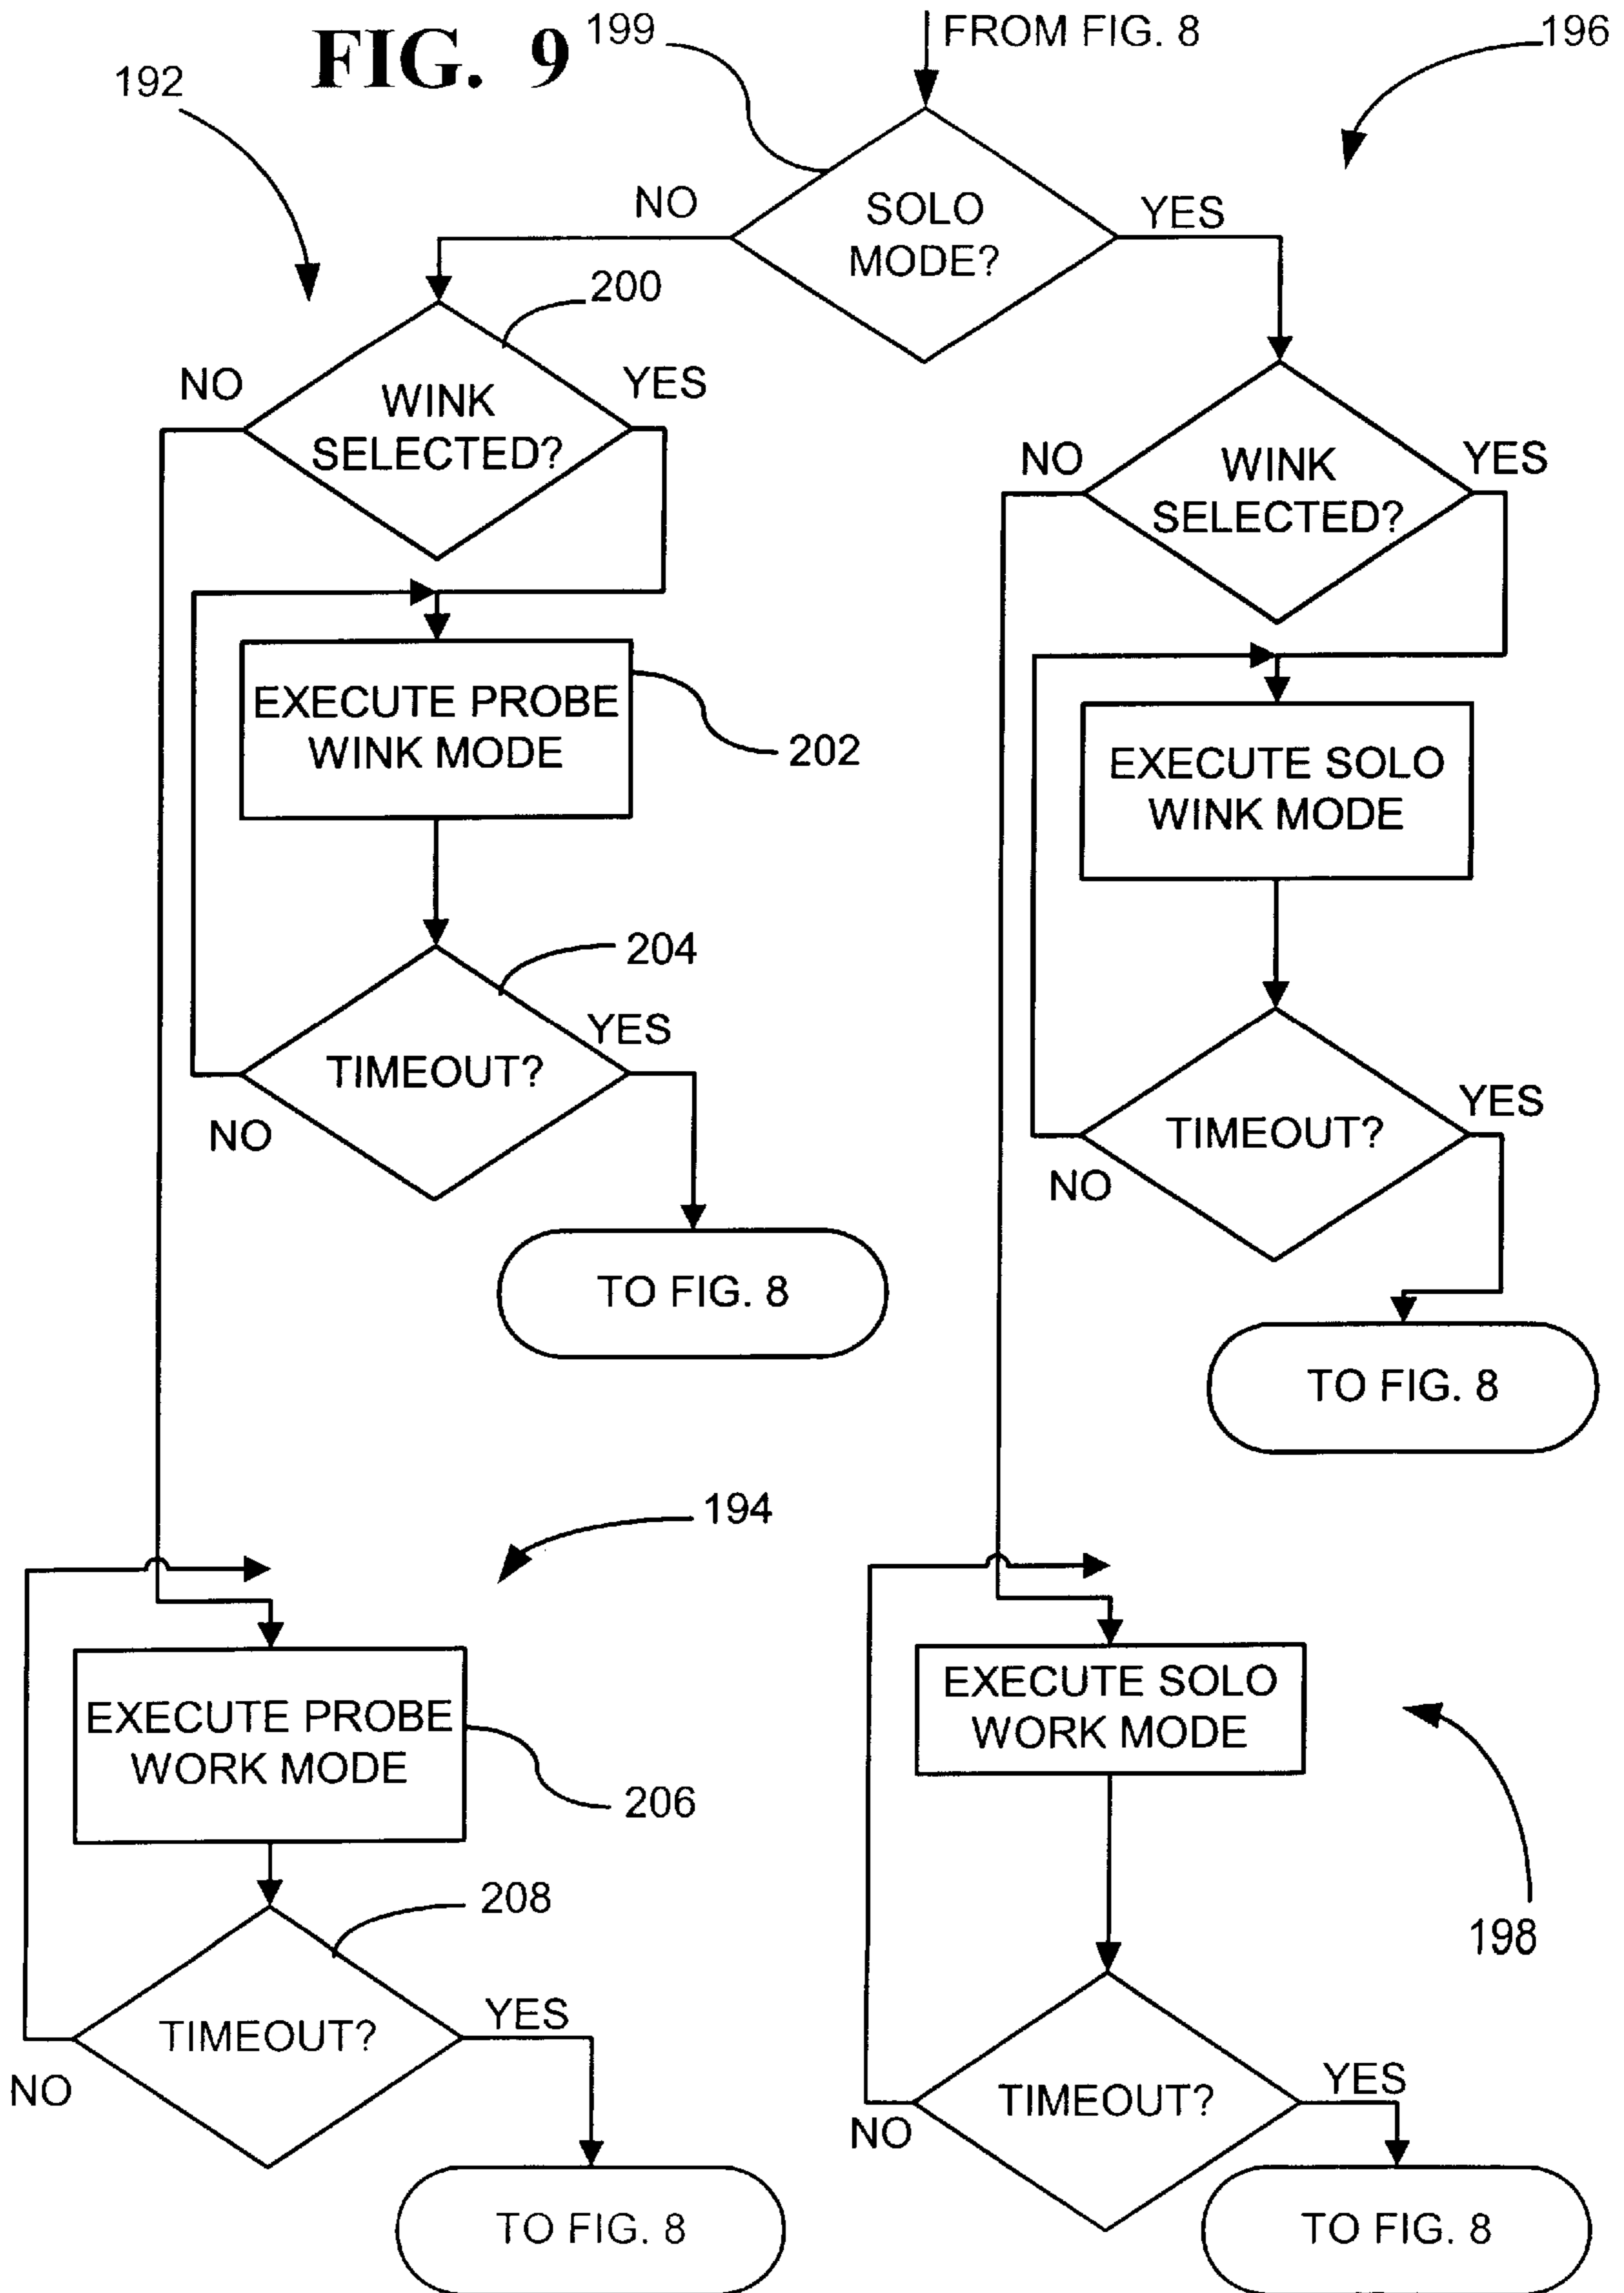 FIG. 9
199
FROM FIG. 8
196
192
SOLO
MODE?
NO
YES
200
WINK
SELECTED?
NO
YES
WINK
SELECTED?
NO
YES
EXECUTE PROBE
WINK MODE
202
EXECUTE SOLO
WINK MODE
204
TIMEOUT?
YES
NO
TIMEOUT?
YES
NO
TO FIG. 8
TO FIG. 8
194
EXECUTE PROBE
WORK MODE
206
EXECUTE SOLO
WORK MODE
198
208
TIMEOUT?
YES
NO
TIMEOUT?
YES
NO
TO FIG. 8
TO FIG. 8